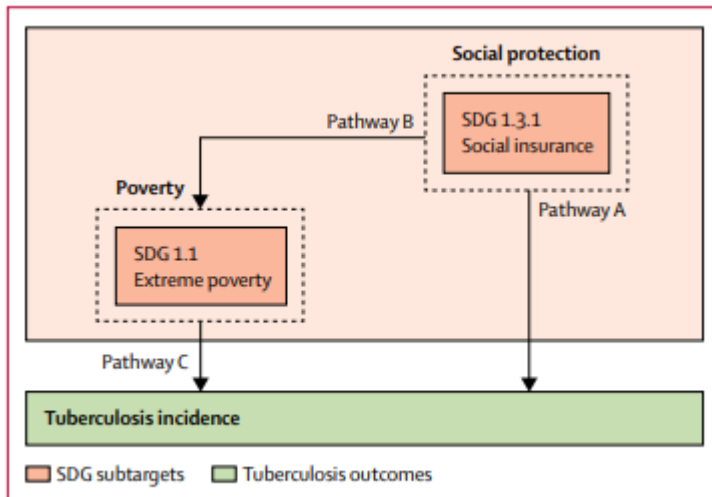 Social protection
SDG 1.3.1
Social insurance
Pathway B
Pathway A
Poverty
SDG 1.1
Extreme poverty
Pathway C
Tuberculosis incidence
SDG subtargets
Tuberculosis outcomes